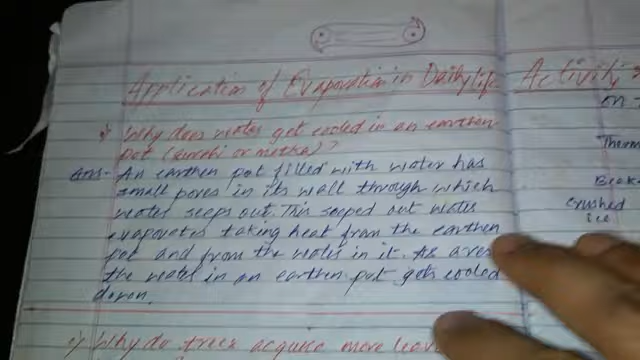 Application of Evaporation in Daily life
Why does water get cooled in an earthen
pot (surahi or matka)?
Ans- An earthen pot filled with water has
small pores in its wall through which
water seeps out. This seeped out water
evaporates taking heat from the earthen
pot and from the water in it. As a
the water in an earthen pot gets cooled
down.
Why do trees acquire more
Activity
on
Therm
Beak-
crushed
ice